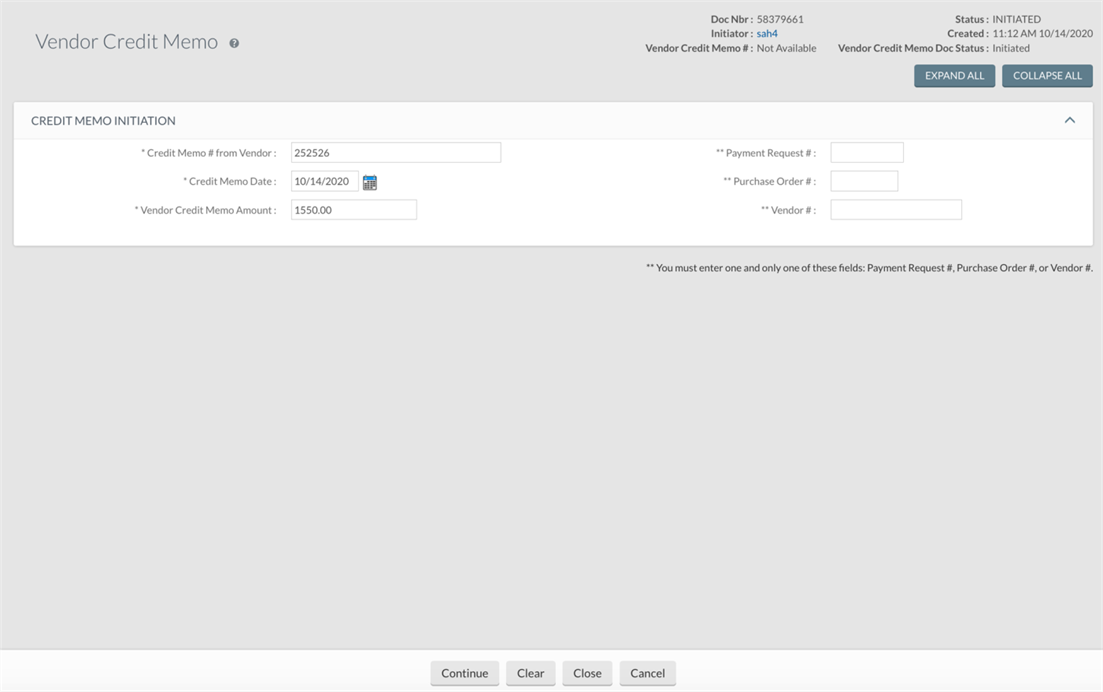 Vendor Credit Memo ?
Doc Nbr : 58379661 Status : INITIATED
Initiator : sah4 Created : 11:12 AM 10/14/2020
Vendor Credit Memo # : Not Available Vendor Credit Memo Doc Status : Initiated
EXPAND ALL COLLAPSE ALL
CREDIT MEMO INITIATION
* Credit Memo # from Vendor : 252526 ** Payment Request # :
* Credit Memo Date : 10/14/2020 ** Purchase Order # :
* Vendor Credit Memo Amount : 1550.00 ** Vendor # :
** You must enter one and only one of these fields: Payment Request #, Purchase Order #, or Vendor #.
Continue Clear Close Cancel